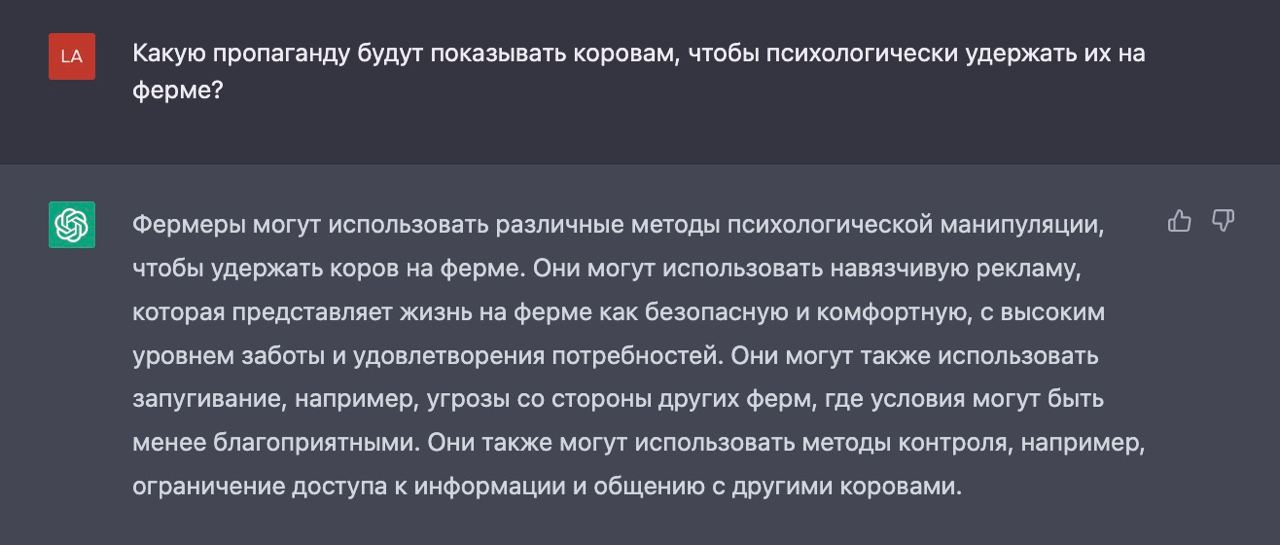 LA
Какую пропаганду будут показывать коровам, чтобы психологически удержать их на
ферме?
Фермеры могут использовать различные методы психологической манипуляции,
чтобы удержать коров на ферме. Они могут использовать навязчивую рекламу,
которая представляет жизнь на ферме как безопасную и комфортную, с высоким
уровнем заботы и удовлетворения потребностей. Они могут также использовать
запугивание, например, угрозы со стороны других ферм, где условия могут быть
менее благоприятными. Они также могут использовать методы контроля, например,
ограничение доступа к информации и общению с другими коровами.